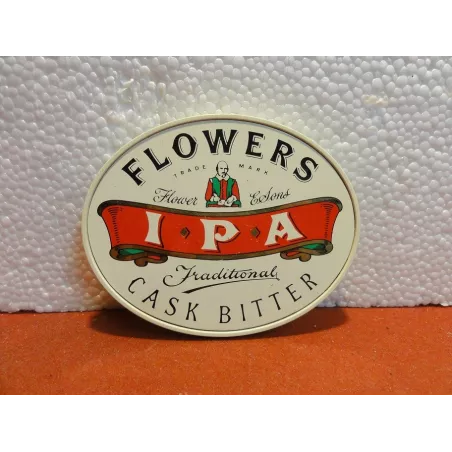 FLOWERS
TRADE MARK
Flower & Sons
I·P·A
Traditional
CASK BITTER